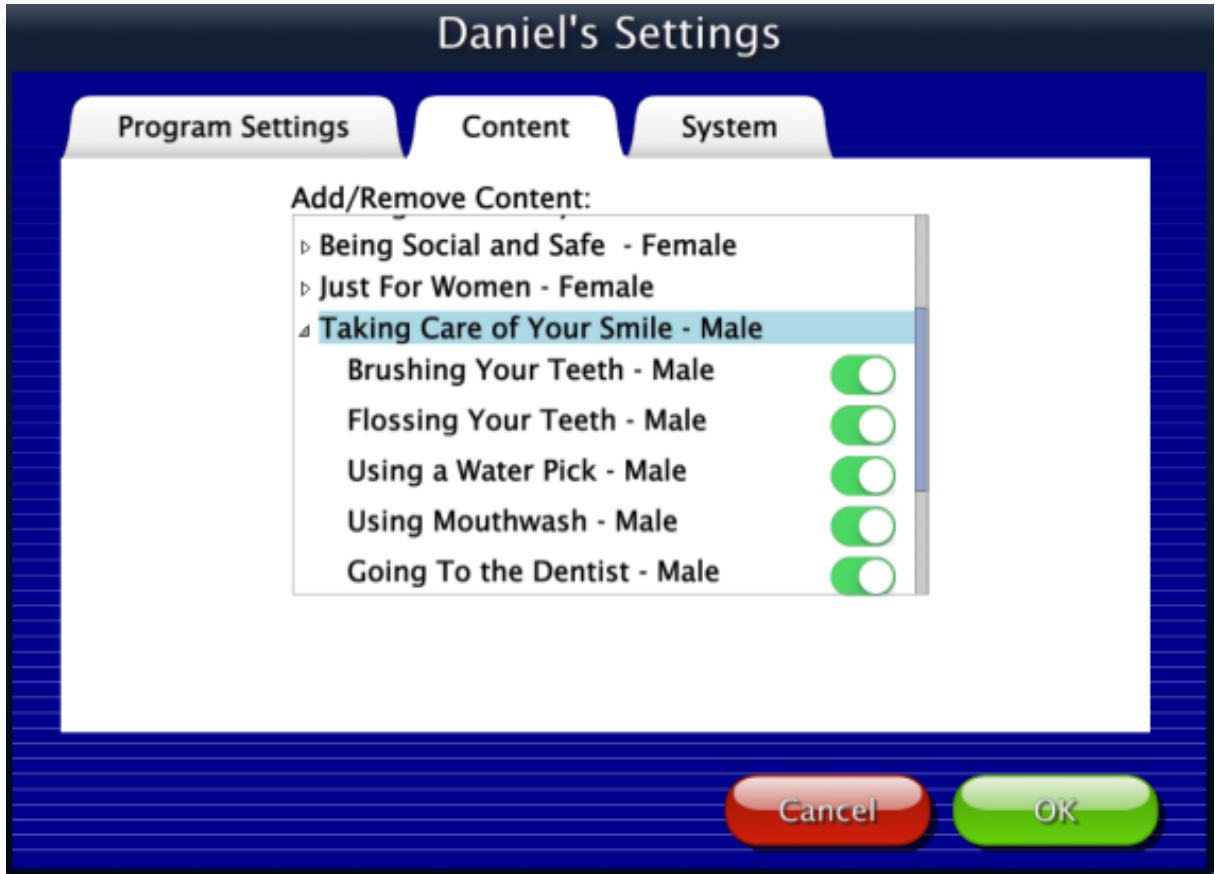 Daniel's Settings
Program Settings
Content
System
Add/Remove Content:
Being Social and Safe  - Female
Just For Women - Female
Taking Care of Your Smile - Male
Brushing Your Teeth - Male
Flossing Your Teeth - Male
Using a Water Pick - Male
Using Mouthwash - Male
Going To the Dentist - Male
Cancel
OK